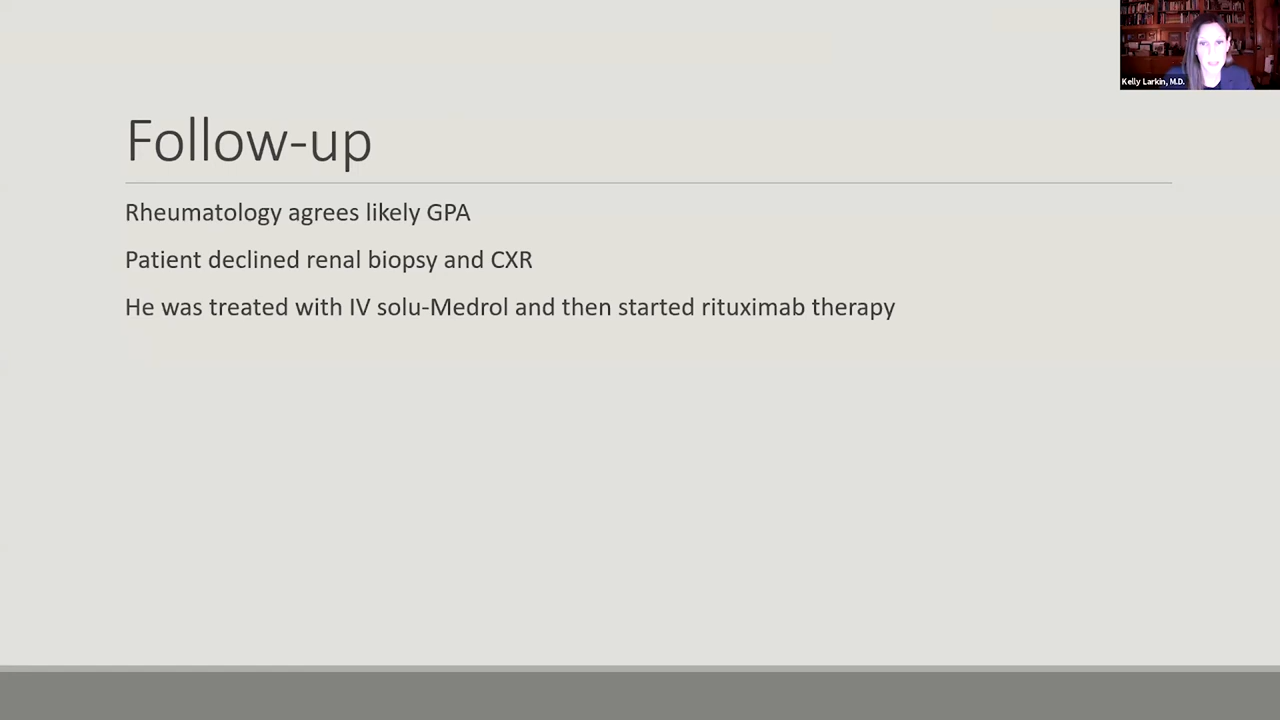 Kelly Larkin, M.D.
Follow-up
Rheumatology agrees likely GPA
Patient declined renal biopsy and CXR
He was treated with IV solu-Medrol and then started rituximab therapy